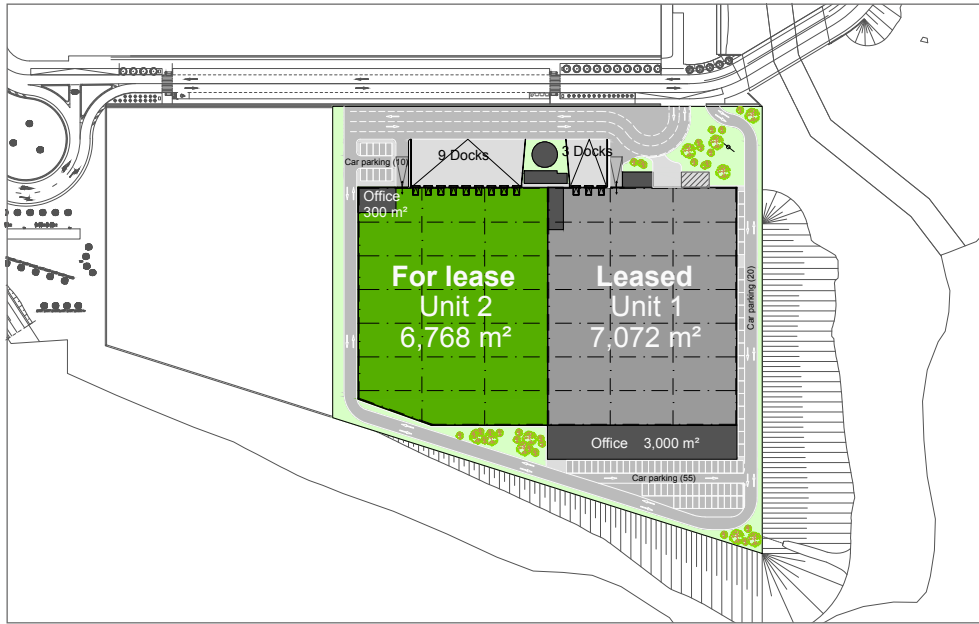 D
9 Docks
3 Docks
Car parking (10)
Office
300 m²
For lease
Unit 2
6,768 m²
Leased
Unit 1
7,072 m²
Car parking (20)
Office 3,000 m²
Car parking (55)